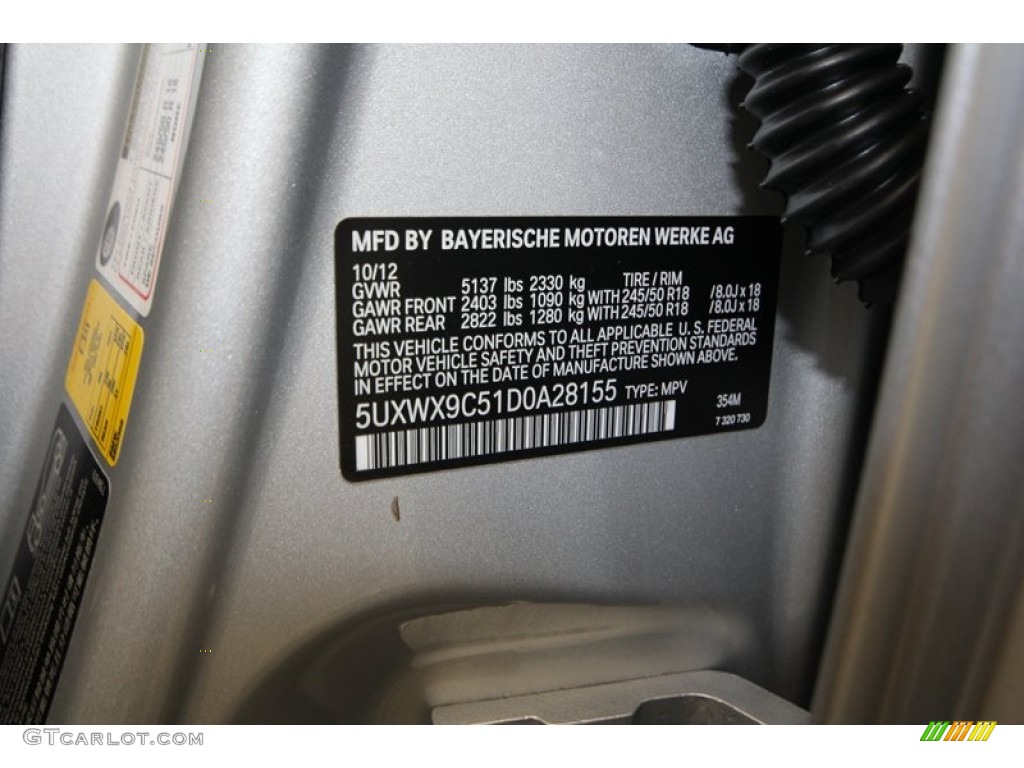 MFD BY BAYERISCHE MOTOREN WERKE AG
10/12
GVWR 5137 lbs 2330 kg TIRE / RIM
GAWR FRONT 2403 lbs 1090 kg WITH 245/50 R18 / 8.0J x 18
GAWR REAR 2822 lbs 1280 kg WITH 245/50 R18 / 8.0J x 18
THIS VEHICLE CONFORMS TO ALL APPLICABLE U. S. FEDERAL
MOTOR VEHICLE SAFETY AND THEFT PREVENTION STANDARDS
IN EFFECT ON THE DATE OF MANUFACTURE SHOWN ABOVE.
5UXWX9C51D0A28155 TYPE: MPV
354M
7 320 730
GTCARLOT.COM